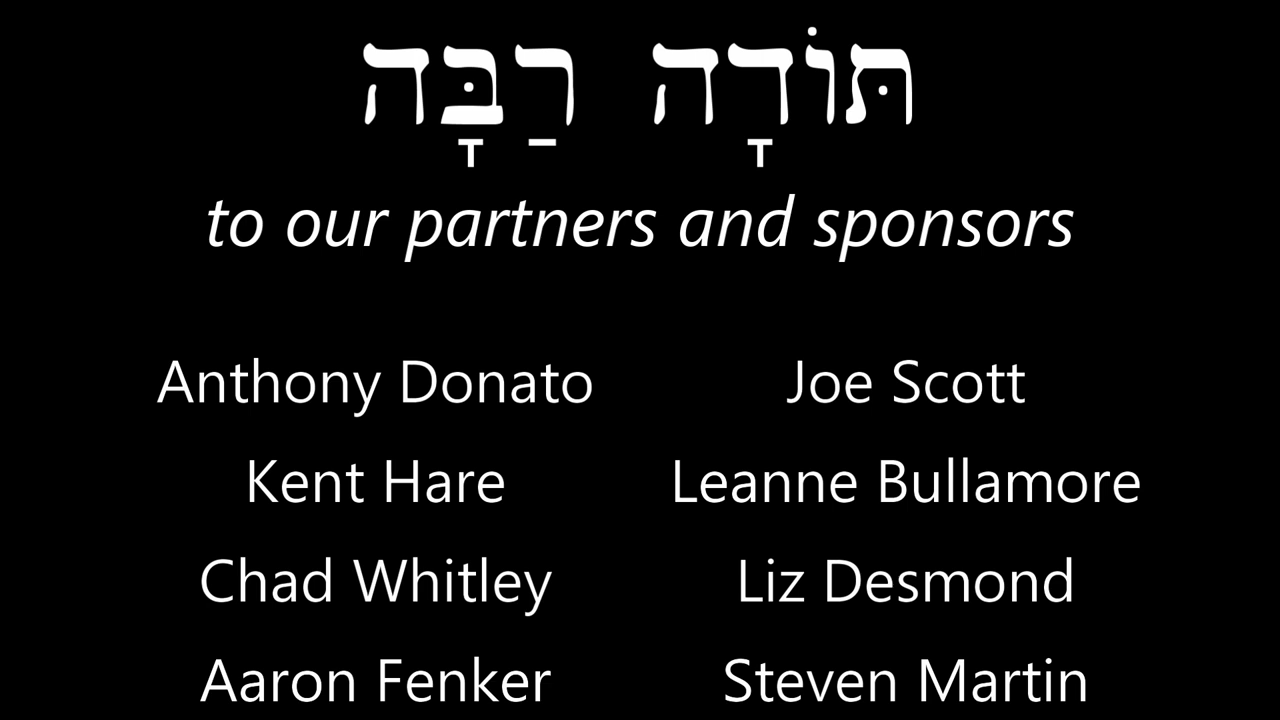 תּוֹדָה רַבָּה
to our partners and sponsors
Anthony Donato Joe Scott
Kent Hare Leanne Bullamore
Chad Whitley Liz Desmond
Aaron Fenker Steven Martin